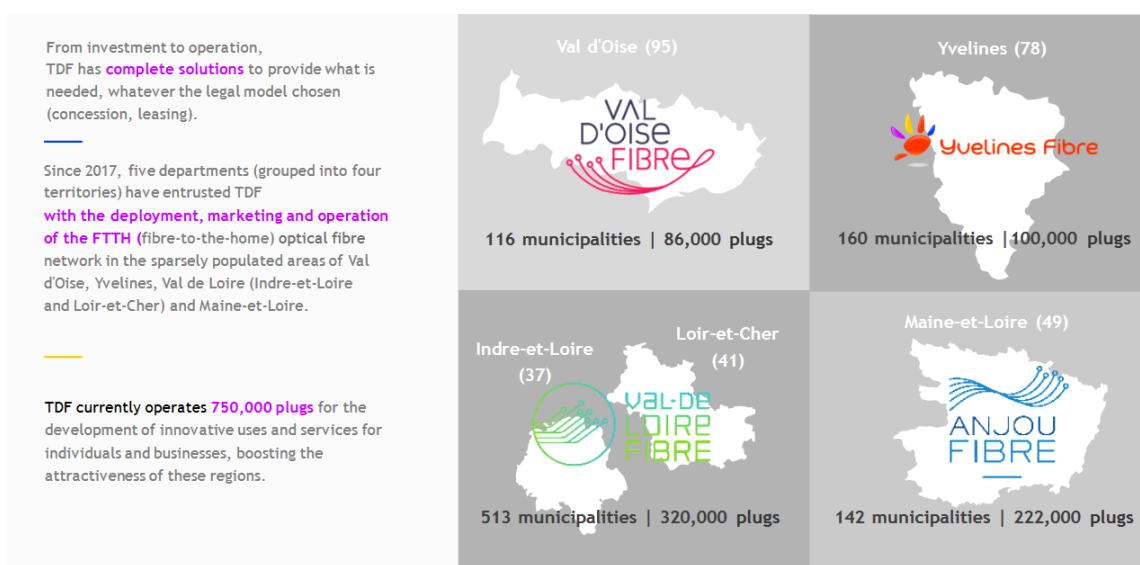 From investment to operation,
TDF has complete solutions to provide what is
needed, whatever the legal model chosen
(concession, leasing).
Since 2017, five departments (grouped into four
territories) have entrusted TDF
with the deployment, marketing and operation
of the FTTH (fibre-to-the-home) optical fibre
network in the sparsely populated areas of Val
d'Oise, Yvelines, Val de Loire (Indre-et-Loire
and Loir-et-Cher) and Maine-et-Loire.
TDF currently operates 750,000 plugs for the
development of innovative uses and services for
individuals and businesses, boosting the
attractiveness of these regions.
Val d'Oise (95)
VAL
D'OISE
FIBRE
116 municipalities | 86,000 plugs
Yvelines (78)
Yvelines Fibre
160 municipalities |100,000 plugs
Indre-et-Loire
(37)
Loir-et-Cher
(41)
VAL-DE
LOIRE
FIBRE
513 municipalities | 320,000 plugs
Maine-et-Loire (49)
ANJOU
FIBRE
142 municipalities | 222,000 plugs